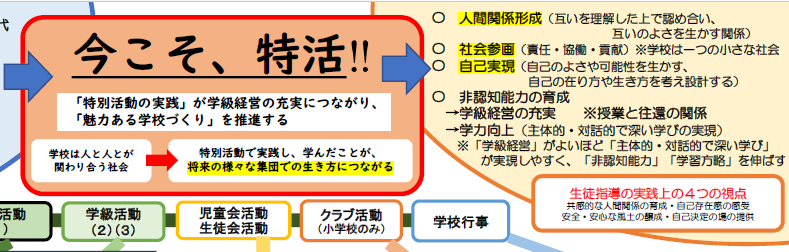 代
今こそ、特活!!
「特別活動の実践」が学級経営の充実につながり、
「魅力ある学校づくり」を推進する
学校は人と人とが
関わり合う社会
特別活動で実践し、学んだことが、
将来の様々な集団での生き方につながる
○ 人間関係形成（互いを理解した上で認め合い、
互いのよさを生かす関係）
○ 社会参画（責任・協働・貢献）※学校は一つの小さな社会
○ 自己実現（自己のよさや可能性を生かす、
自己の在り方や生き方を考え設計する）
○ 非認知能力の育成
→学級経営の充実　※授業と往還の関係
→学力向上（主体的・対話的で深い学びの実現）
※「学級経営」がよいほど「主体的・対話的で深い学び」
が実現しやすく、「非認知能力」「学習方略」を伸ばす
生徒指導の実践上の４つの視点
共感的な人間関係の育成・自己存在感の感受
安全・安心な風土の醸成・自己決定の場の提供
活動
）
学級活動
（２）（３）
児童会活動
生徒会活動
クラブ活動
（小学校のみ）
学校行事